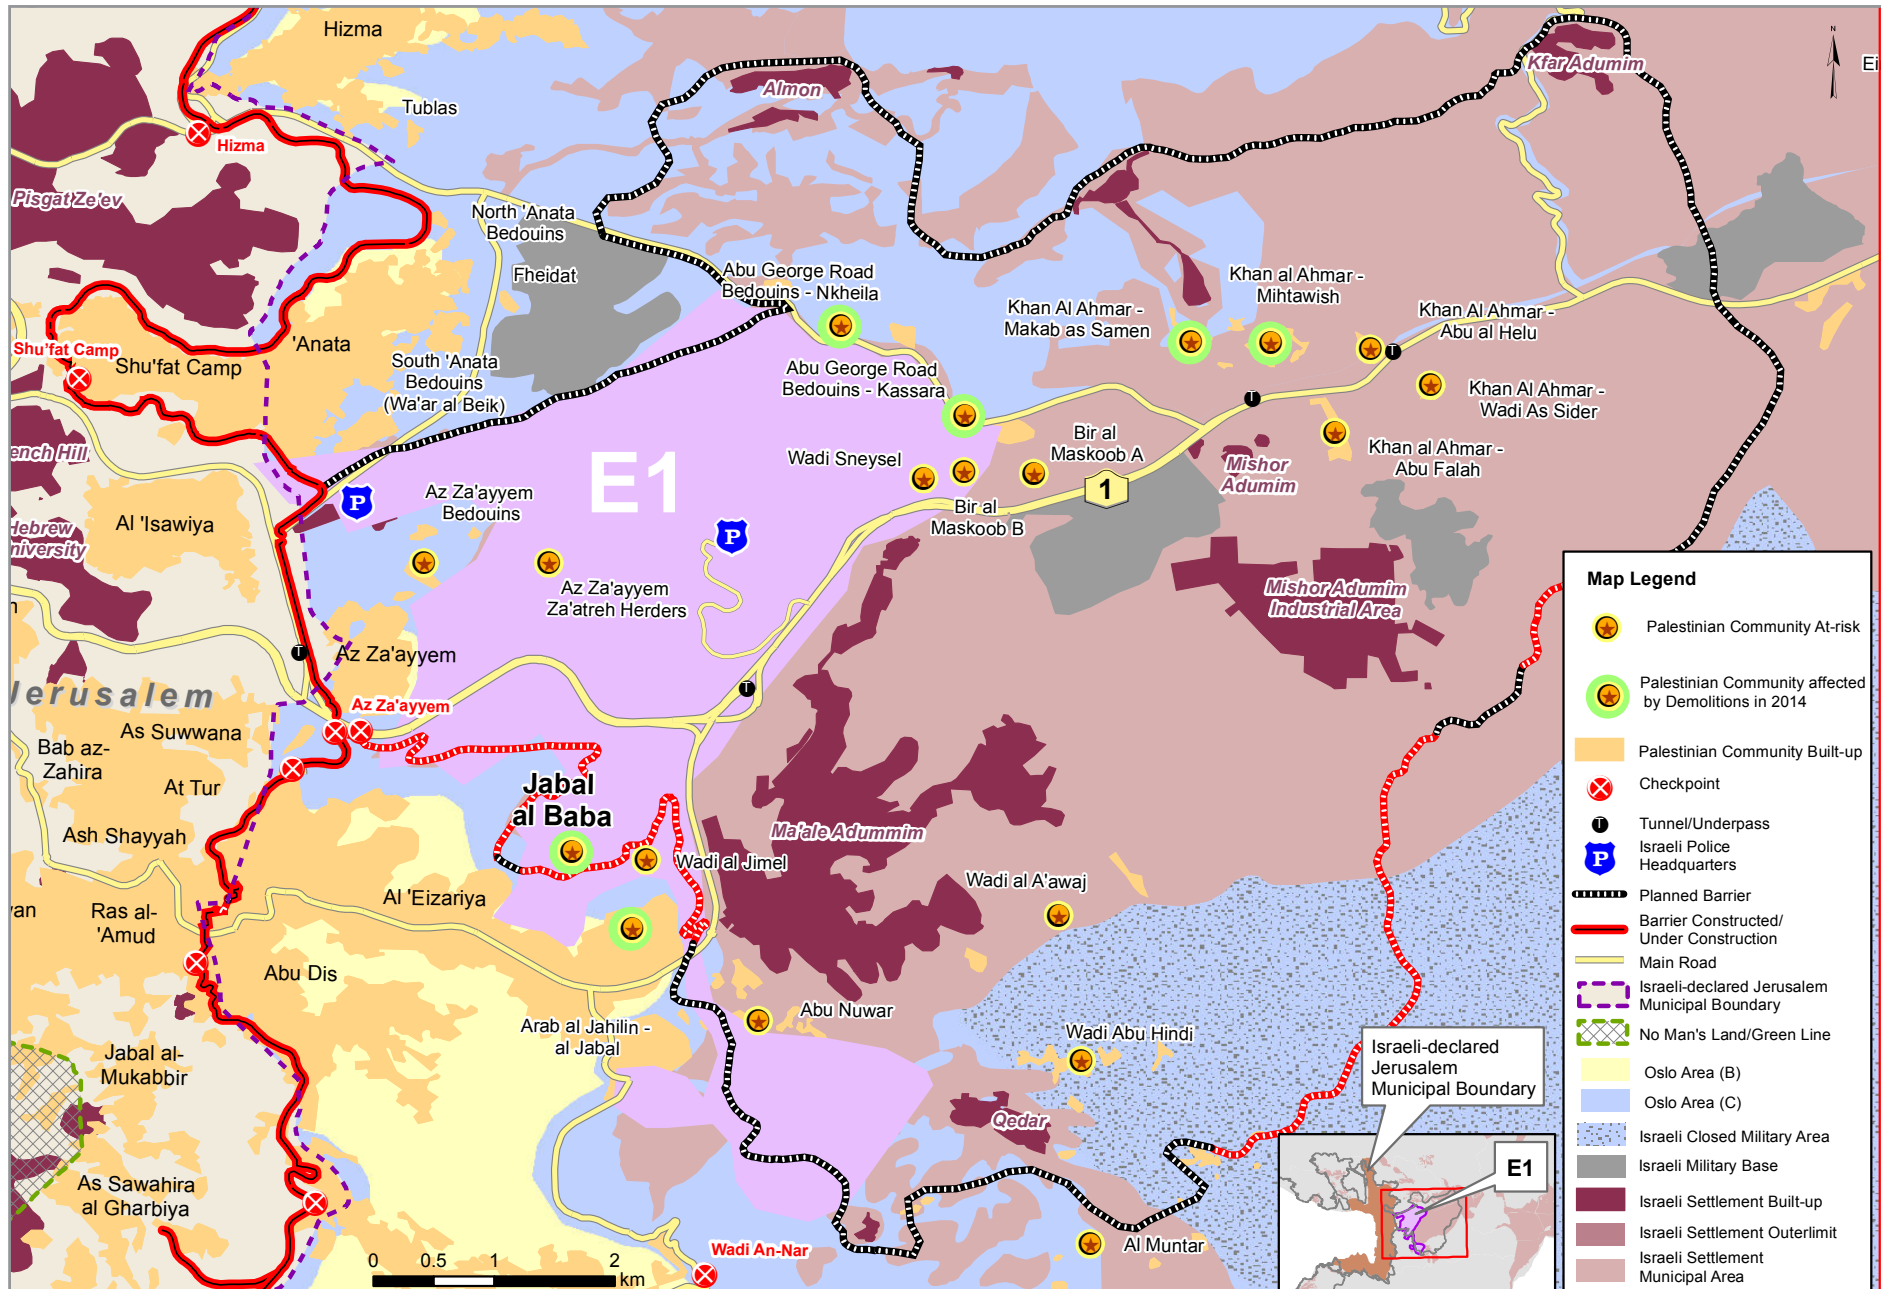 Hizma
Tublas
Almon
Kfar Adumim
N
Ei
Hizma
Pisgat Ze'ev
North 'Anata
Bedouins
Fheidat
Abu George Road
Bedouins - Nkheila
Khan al Ahmar -
Mihtawish
Khan Al Ahmar -
Makab as Samen
Khan Al Ahmar -
Abu al Helu
Shu'fat Camp
'Anata
Shu'fat Camp
South 'Anata
Bedouins
(Wa'ar al Beik)
Abu George Road
Bedouins - Kassara
T
Khan Al Ahmar -
Wadi As Sider
T
ench Hill
E1
Wadi Sneysel
Bir al
Maskoob A
Khan al Ahmar -
Abu Falah
Mishor
Adumim
1
P
Az Za'ayyem
Bedouins
Bir al
Maskoob B
Al 'Isawiya
Hebrew
niversity
P
Az Za'ayyem
Za'atreh Herders
Mishor Adumim
Industrial Area
n
T
Az Za'ayyem
Jerusalem
T
Az Za'ayyem
As Suwwana
Bab az-
Zahira
At Tur
Jabal
al Baba
Ash Shayyah
Ma'ale Adummim
Wadi al Jimel
Al 'Eizariya
Wadi al A'awaj
wan
Ras al-
'Amud
Abu Dis
Abu Nuwar
Arab al Jahilin -
al Jabal
Wadi Abu Hindi
Jabal al-
Mukabbir
Qedar
As Sawahira
al Gharbiya
Wadi An-Nar
Al Muntar
0 0.5 1 2
km
Israeli-declared
Jerusalem
Municipal Boundary
E1
Map Legend
Palestinian Community At-risk
Palestinian Community affected
by Demolitions in 2014
Palestinian Community Built-up
Checkpoint
T
Tunnel/Underpass
P
Israeli Police
Headquarters
Planned Barrier
Barrier Constructed/
Under Construction
Main Road
Israeli-declared Jerusalem
Municipal Boundary
No Man's Land/Green Line
Oslo Area (B)
Oslo Area (C)
Israeli Closed Military Area
Israeli Military Base
Israeli Settlement Built-up
Israeli Settlement Outerlimit
Israeli Settlement
Municipal Area